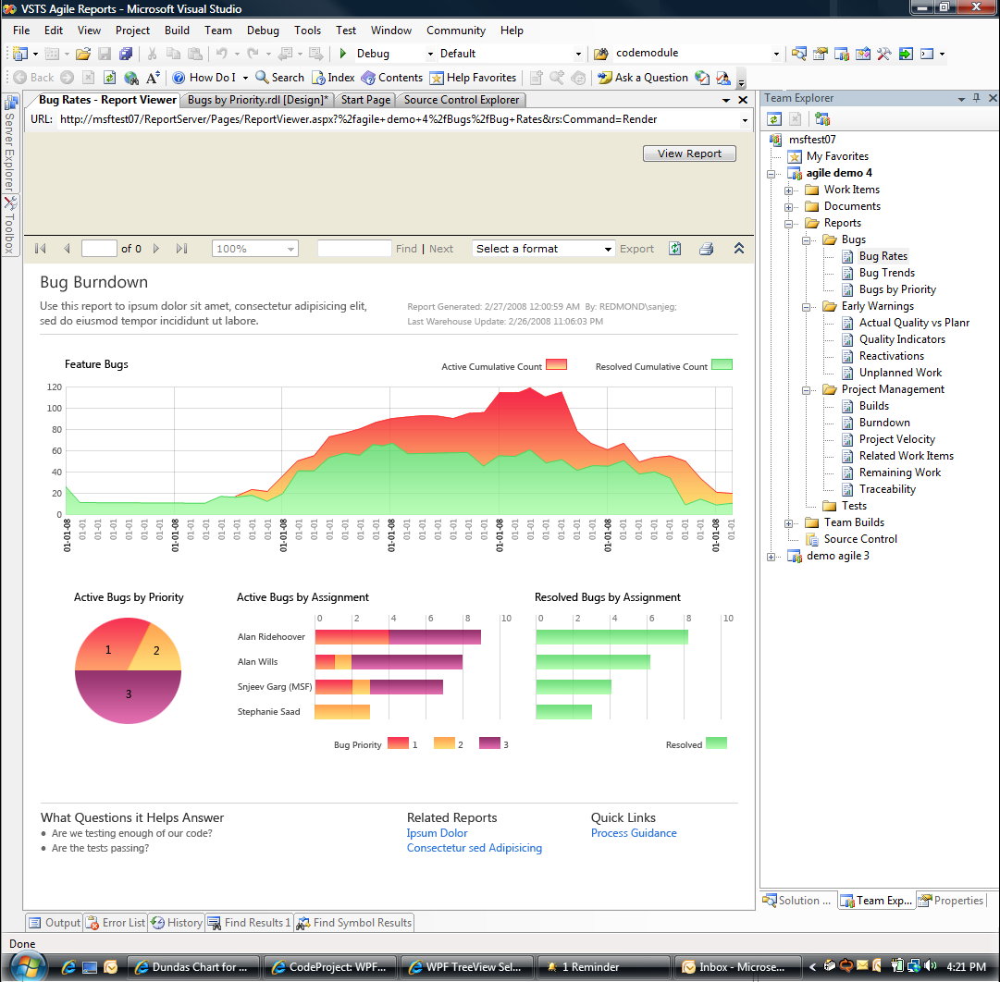 VSTS Agile Reports - Microsoft Visual Studio
File Edit View Project Build Team Debug Tools Test Window Community Help
Debug Default codemodule
Back How Do I Search Index Contents Help Favorites Ask a Question
Bug Rates - Report Viewer Bugs by Priority.rdl [Design]* Start Page Source Control Explorer
URL: http://msftest07/ReportServer/Pages/ReportViewer.aspx?%2fagile+demo+4%2fBugs%2fBug+Rates&rs:Command=Render
Server Explorer
Toolbox
View Report
of 0 100% Find | Next Select a format Export
Bug Burndown
Use this report to ipsum dolor sit amet, consectetur adipisicing elit,
sed do eiusmod tempor incididunt ut labore.
Report Generated: 2/27/2008 12:00:59 AM By: REDMOND\sanjeg;
Last Warehouse Update: 2/26/2008 11:06:03 PM
Feature Bugs
Active Cumulative Count Resolved Cumulative Count
120
100
80
60
40
20
0
01-01-08 01-01 01-01 01-01 01-01 01-01 01-01 01-01-08 01-01 01-01 01-01 01-01 01-01 01-01 01-01-08 01-01 01-01 01-01 01-01 01-01 01-01 01-01-08 01-01 01-01 01-01 01-01 01-01 01-01 01-01-08 01-01 01-01 01-01 01-01 01-01 01-01 01-01-08 01-01 01-01 01-01 01-01 01-01 01-01 01-01-08 01-01
Active Bugs by Priority
1
2
3
Active Bugs by Assignment
0 2 4 6 8 10
Alan Ridehoover
Alan Wills
Snjeev Garg (MSF)
Stephanie Saad
Bug Priority 1 2 3
Resolved Bugs by Assignment
0 2 4 6 8 10
Resolved
What Questions it Helps Answer
• Are we testing enough of our code?
• Are the tests passing?
Related Reports
Ipsum Dolor
Consectetur sed Adipisicing
Quick Links
Process Guidance
Team Explorer
msftest07
My Favorites
agile demo 4
Work Items
Documents
Reports
Bugs
Bug Rates
Bug Trends
Bugs by Priority
Early Warnings
Actual Quality vs Planr
Quality Indicators
Reactivations
Unplanned Work
Project Management
Builds
Burndown
Project Velocity
Related Work Items
Remaining Work
Traceability
Tests
Team Builds
Source Control
demo agile 3
Solution ... Team Exp... Properties
Output Error List History Find Results 1 Find Symbol Results
Done
Dundas Chart for ... CodeProject: WPF... WPF TreeView Sel... 1 Reminder Inbox - Microse... 4:21 PM